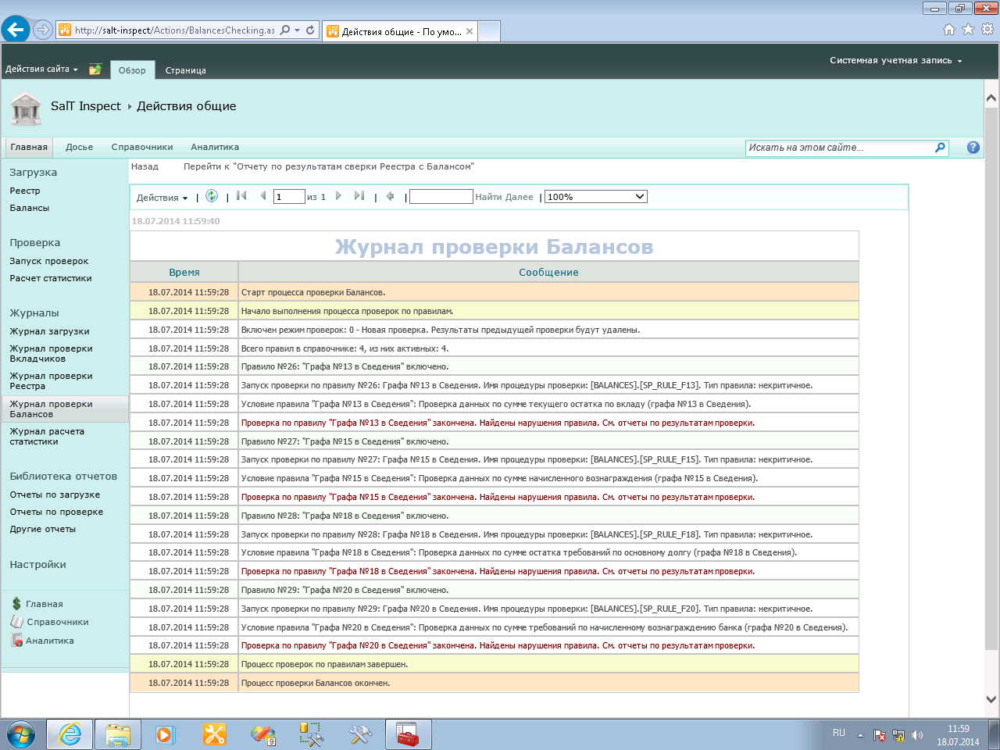 http://salt-inspect/Actions/BalancesChecking.as
Действия общие - По умо...
Действия сайта
Обзор
Страница
Системная учетная запись
SalT Inspect
Действия общие
Главная
Досье
Справочники
Аналитика
Искать на этом сайте...
Загрузка
Реестр
Балансы
Проверка
Запуск проверок
Расчет статистики
Журналы
Журнал загрузки
Журнал проверки
Вкладчиков
Журнал проверки
Реестра
Журнал проверки
Балансов
Журнал расчета
статистики
Библиотека отчетов
Отчеты по загрузке
Отчеты по проверке
Другие отчеты
Настройки
Главная
Справочники
Аналитика
Назад
Перейти к "Отчету по результатам сверки Реестра с Балансом"
Действия | | 1 из 1 | | Найти Далее | 100%
18.07.2014 11:59:40
Журнал проверки Балансов
Время Сообщение
18.07.2014 11:59:28 Старт процесса проверки Балансов.
18.07.2014 11:59:28 Начало выполнения процесса проверок по правилам.
18.07.2014 11:59:28 Включен режим проверок: 0 - Новая проверка. Результаты предыдущей проверки будут удалены.
18.07.2014 11:59:28 Всего правил в справочнике: 4, из них активных: 4.
18.07.2014 11:59:28 Правило №26: "Графа №13 в Сведения" включено.
18.07.2014 11:59:28 Запуск проверки по правилу №26: Графа №13 в Сведения. Имя процедуры проверки: [BALANCES].[SP_RULE_F13]. Тип правила: некритичное.
18.07.2014 11:59:28 Условие правила "Графа №13 в Сведения": Проверка данных по сумме текущего остатка по вкладу (графа №13 в Сведения).
18.07.2014 11:59:28 Проверка по правилу "Графа №13 в Сведения" закончена. Найдены нарушения правила. См. отчеты по результатам проверки.
18.07.2014 11:59:28 Правило №27: "Графа №15 в Сведения" включено.
18.07.2014 11:59:28 Запуск проверки по правилу №27: Графа №15 в Сведения. Имя процедуры проверки: [BALANCES].[SP_RULE_F15]. Тип правила: некритичное.
18.07.2014 11:59:28 Условие правила "Графа №15 в Сведения": Проверка данных по сумме начисленного вознаграждения (графа №15 в Сведения).
18.07.2014 11:59:28 Проверка по правилу "Графа №15 в Сведения" закончена. Найдены нарушения правила. См. отчеты по результатам проверки.
18.07.2014 11:59:28 Правило №28: "Графа №18 в Сведения" включено.
18.07.2014 11:59:28 Запуск проверки по правилу №28: Графа №18 в Сведения. Имя процедуры проверки: [BALANCES].[SP_RULE_F18]. Тип правила: некритичное.
18.07.2014 11:59:28 Условие правила "Графа №18 в Сведения": Проверка данных по сумме остатка требований по основному долгу (графа №18 в Сведения).
18.07.2014 11:59:28 Проверка по правилу "Графа №18 в Сведения" закончена. Найдены нарушения правила. См. отчеты по результатам проверки.
18.07.2014 11:59:28 Правило №29: "Графа №20 в Сведения" включено.
18.07.2014 11:59:28 Запуск проверки по правилу №29: Графа №20 в Сведения. Имя процедуры проверки: [BALANCES].[SP_RULE_F20]. Тип правила: некритичное.
18.07.2014 11:59:28 Условие правила "Графа №20 в Сведения": Проверка данных по сумме требований по начисленному вознаграждению банка (графа №20 в Сведения).
18.07.2014 11:59:28 Проверка по правилу "Графа №20 в Сведения" закончена. Найдены нарушения правила. См. отчеты по результатам проверки.
18.07.2014 11:59:28 Процесс проверок по правилам завершен.
18.07.2014 11:59:28 Процесс проверки Балансов окончен.
9
RU
11:59
18.07.2014